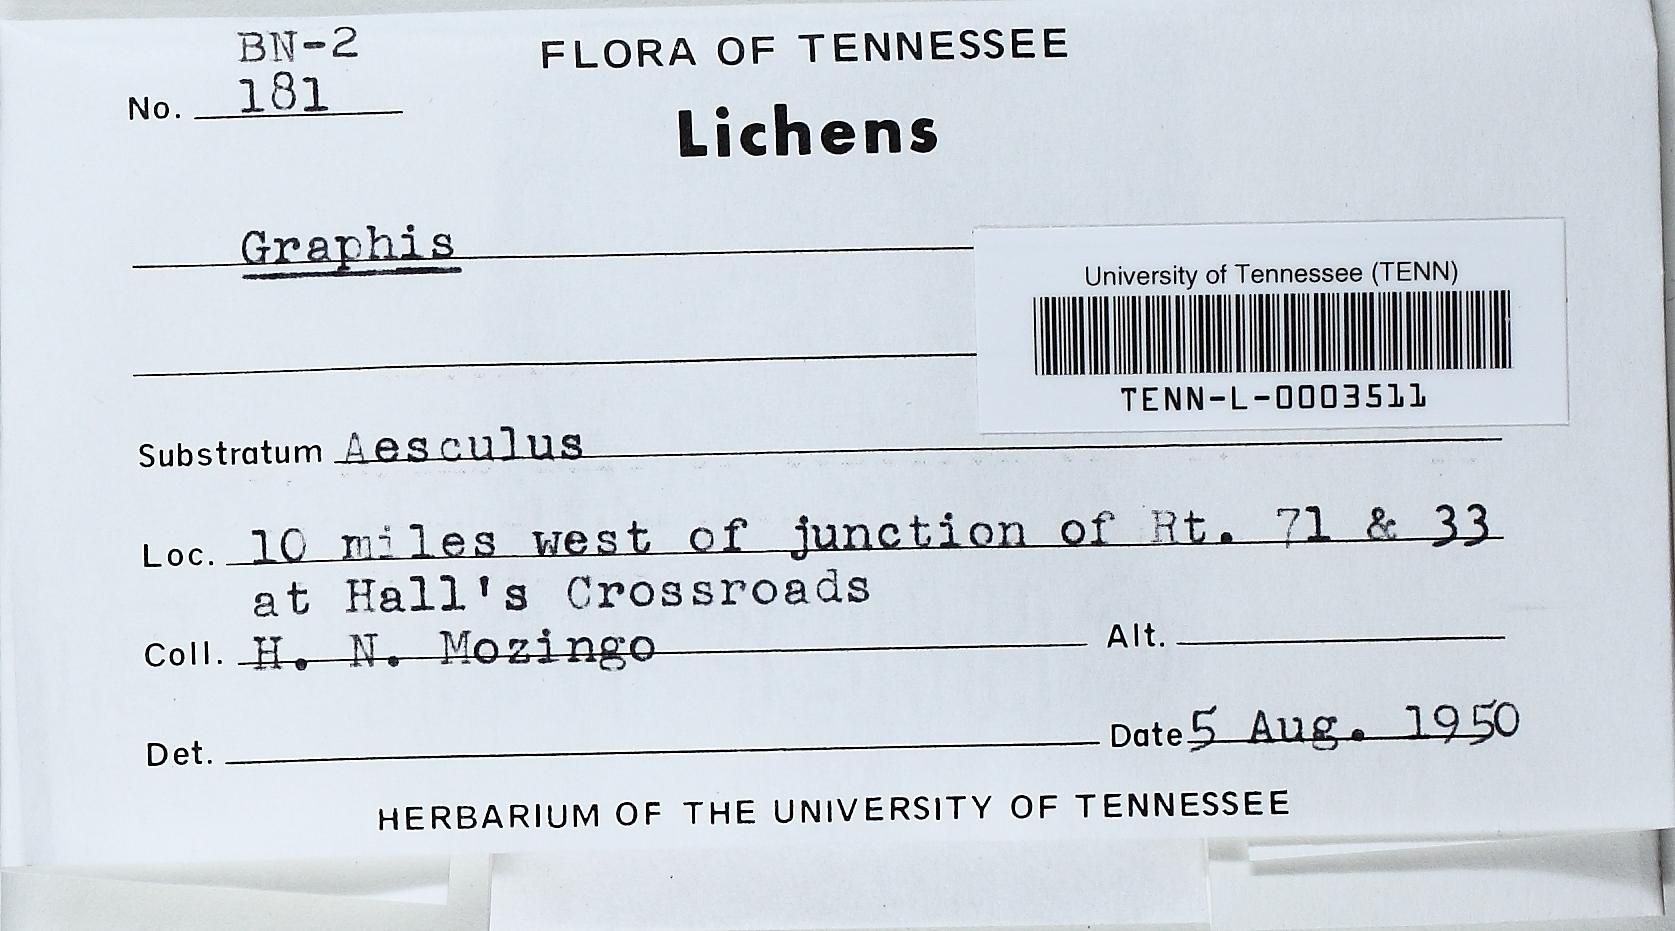 BN-2
No. 181
FLORA OF TENNESSEE
Lichens
Graphis
University of Tennessee (TENN)
TENN-L-0003511
Substratum Aesculus
Loc. 10 miles west of junction of Rt. 71 & 33
at Hall's Crossroads
Coll. H. N. Mozingo Alt.
Det. Date 5 Aug. 1950
HERBARIUM OF THE UNIVERSITY OF TENNESSEE